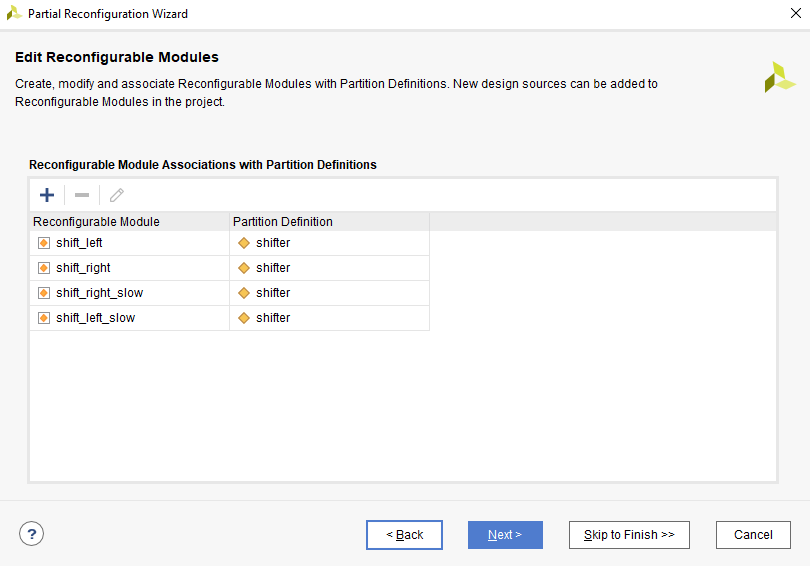 Partial Reconfiguration Wizard
Edit Reconfigurable Modules
Create, modify and associate Reconfigurable Modules with Partition Definitions. New design sources can be added to
Reconfigurable Modules in the project.
Reconfigurable Module Associations with Partition Definitions
Reconfigurable Module Partition Definition
shift_left shifter
shift_right shifter
shift_right_slow shifter
shift_left_slow shifter
? < Back Next > Skip to Finish >> Cancel